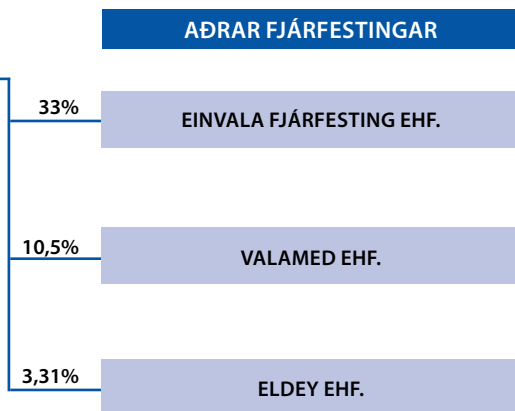 AÐRAR FJÁRFESTINGAR
33%
EINVALA FJÁRFESTING EHF.
10,5%
VALAMED EHF.
3,31%
ELDEY EHF.